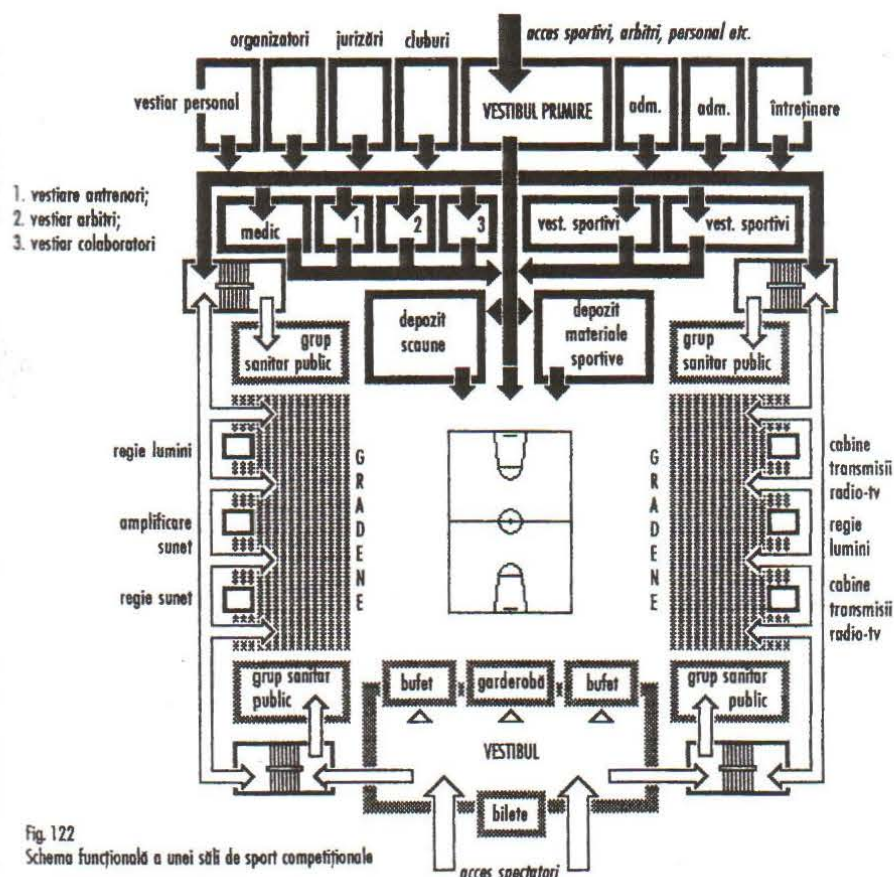 organizatori
jurizări
cluburi
acces sportivi, arbitri, personal etc.
vestiar personal
VESTIBUL PRIMIRE
adm.
adm.
întreținere
1. vestiare antrenori;
2. vestiar arbitri;
3. vestiar colaboratori
medic
1
2
3
vest. sportivi
vest. sportivi
grup
sanitar public
depozit
scaune
depozit
materiale
sportive
grup
sanitar public
regie lumini
amplificare
sunet
regie sunet
GRADENE
GRADENE
cabine
transmisii
radio-tv
regie
lumini
cabine
transmisii
radio-tv
grup sanitar
public
bufet
garderobă
bufet
grup sanitar
public
VESTIBUL
bilete
acces spectatori
Fig. 122
Schema funcțională a unei săli de sport competiționale